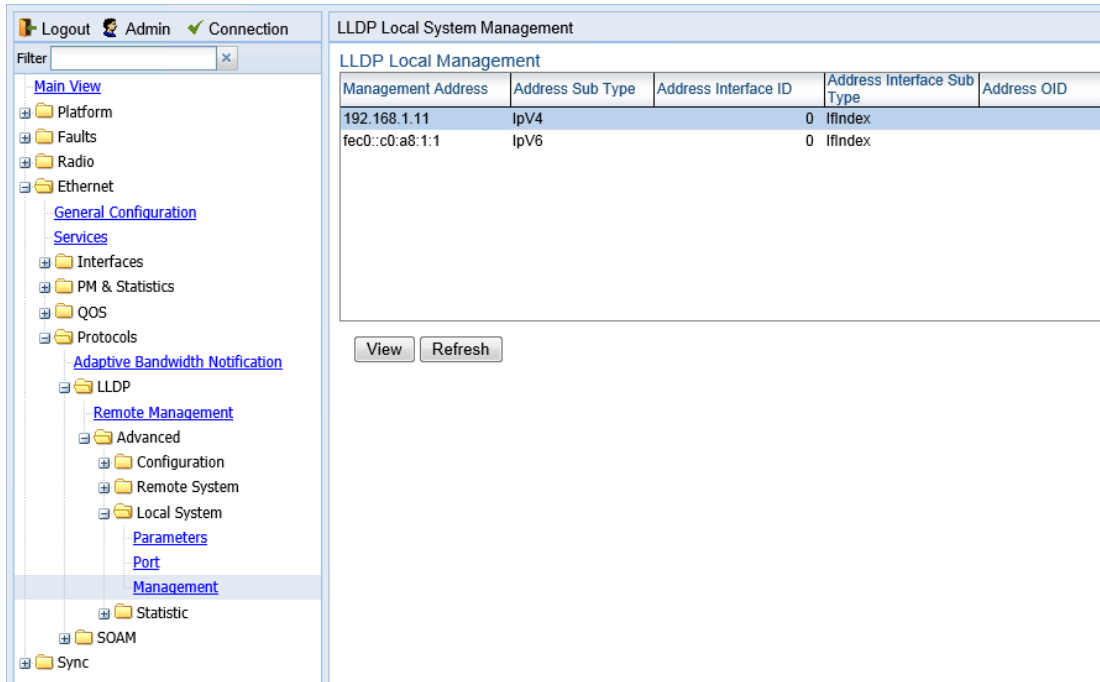 Logout Admin Connection
Filter
Main View
Platform
Faults
Radio
Ethernet
General Configuration
Services
Interfaces
PM & Statistics
QOS
Protocols
Adaptive Bandwidth Notification
LLDP
Remote Management
Advanced
Configuration
Remote System
Local System
Parameters
Port
Management
Statistic
SOAM
Sync
LLDP Local System Management
LLDP Local Management
Management Address Address Sub Type Address Interface ID Address Interface Sub Type Address OID
192.168.1.11 IpV4 0 IfIndex
fec0::c0:a8:1:1 IpV6 0 IfIndex
View Refresh